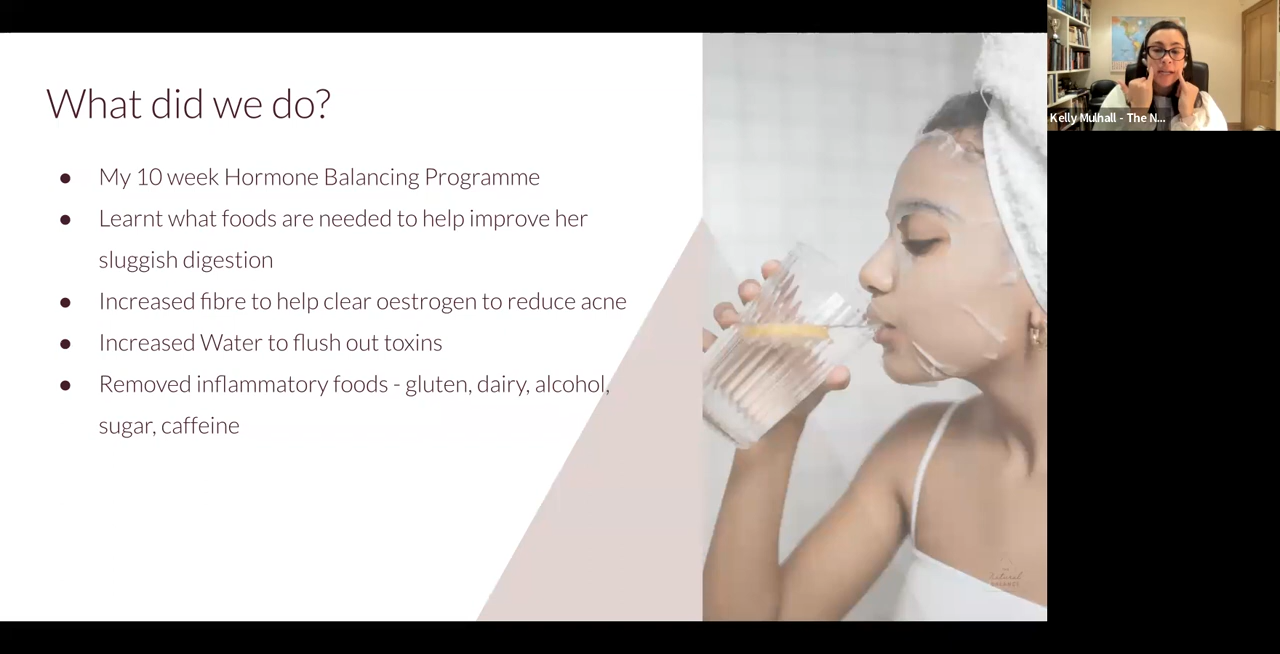 What did we do?
● My 10 week Hormone Balancing Programme
● Learnt what foods are needed to help improve her
sluggish digestion
● Increased fibre to help clear oestrogen to reduce acne
● Increased Water to flush out toxins
● Removed inflammatory foods - gluten, dairy, alcohol,
sugar, caffeine
Kelly Mulhall - The N...
natural